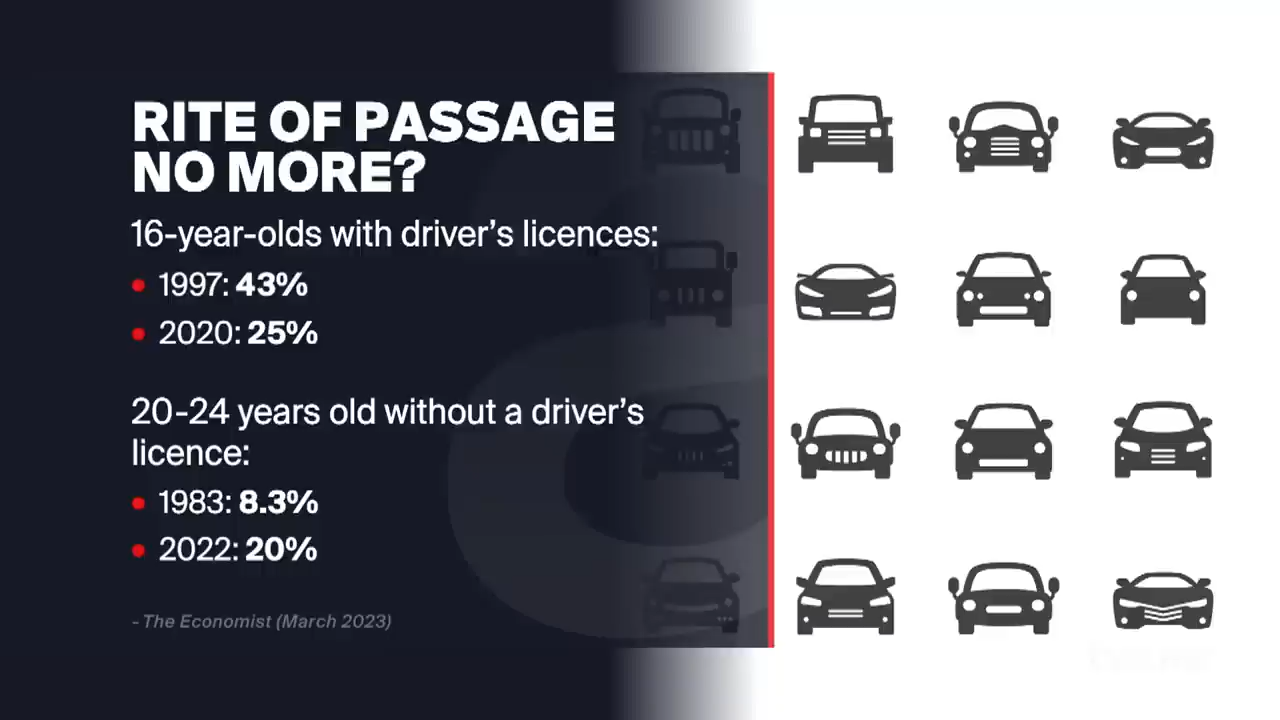 RITE OF PASSAGE
NO MORE?
16-year-olds with driver's licences:
• 1997: 43%
• 2020: 25%
20-24 years old without a driver's
licence:
• 1983: 8.3%
• 2022: 20%
- The Economist (March 2023)